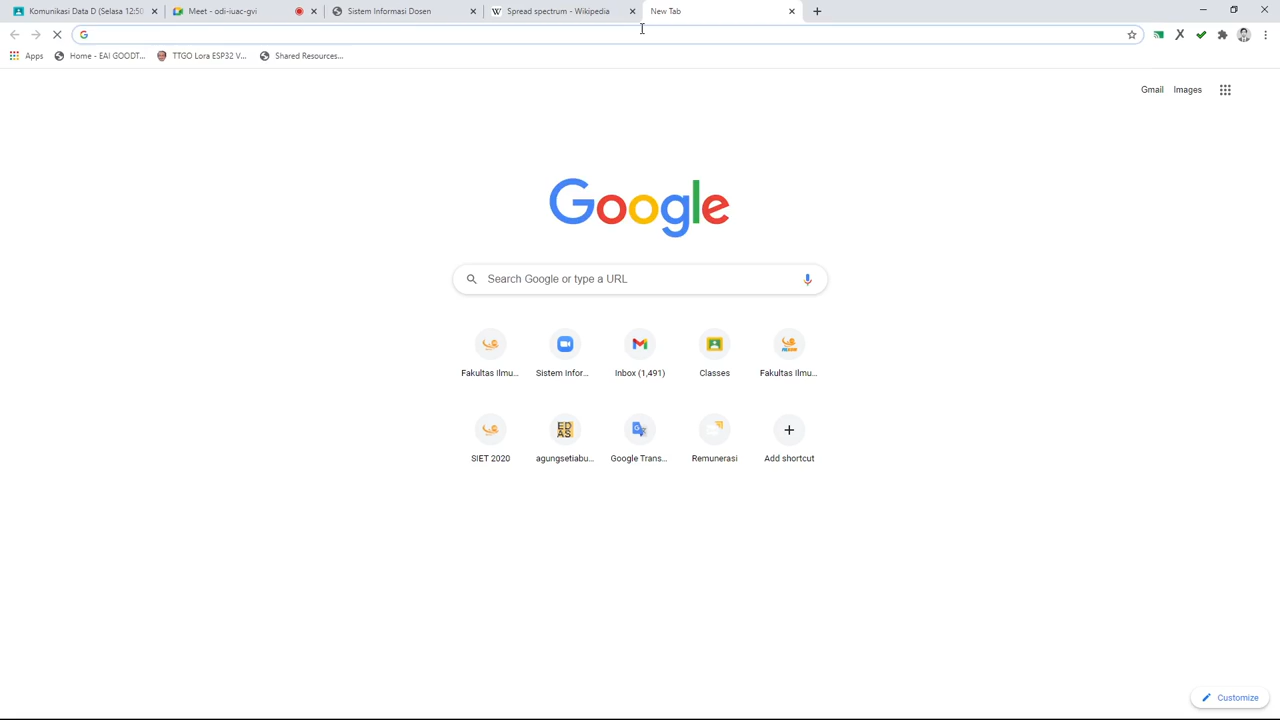 Komunikasi Data D (Selasa 12:50
Meet - odi-iuac-gvi
Sistem Informasi Dosen
Spread spectrum - Wikipedia
New Tab
Apps
Home - EAI GOODT...
TTGO Lora ESP32 V...
Shared Resources...
Gmail
Images
Google
Search Google or type a URL
Fakultas Ilmu...
Sistem Infor...
Inbox (1,491)
Classes
Fakultas Ilmu...
SIET 2020
agungsetiabu...
Google Trans...
Remunerasi
Add shortcut
Customize